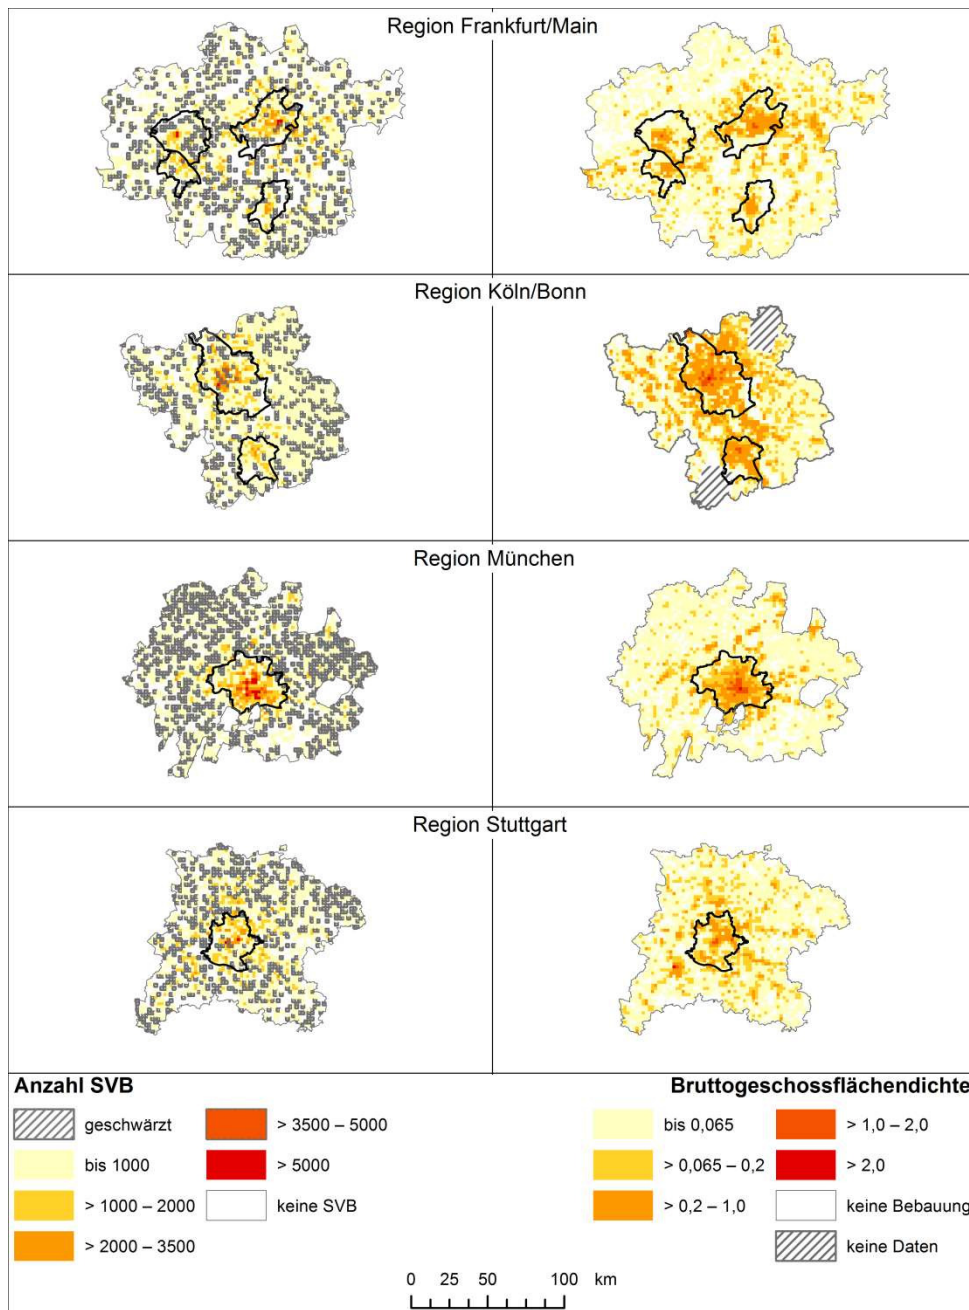 Region Frankfurt/Main
Region Köln/Bonn
Region München
Region Stuttgart
Anzahl SVB
geschwärzt
bis 1000
> 1000 – 2000
> 2000 – 3500
> 3500 – 5000
> 5000
keine SVB
Bruttogeschossflächendichte
bis 0,065
> 0,065 – 0,2
> 0,2 – 1,0
> 1,0 – 2,0
> 2,0
keine Bebauung
keine Daten
0 25 50 100 km